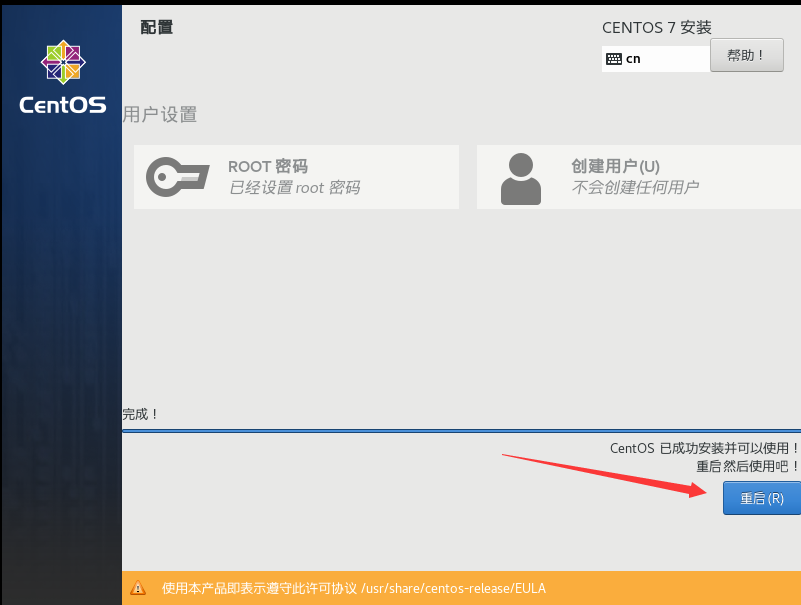 配置
CENTOS 7 安装
cn
帮助！
CentOS
用户设置
ROOT 密码
已经设置 root 密码
创建用户(U)
不会创建任何用户
完成！
CentOS 已成功安装并可以使用！
重启然后使用吧！
重启(R)
使用本产品即表示遵守此许可协议 /usr/share/centos-release/EULA